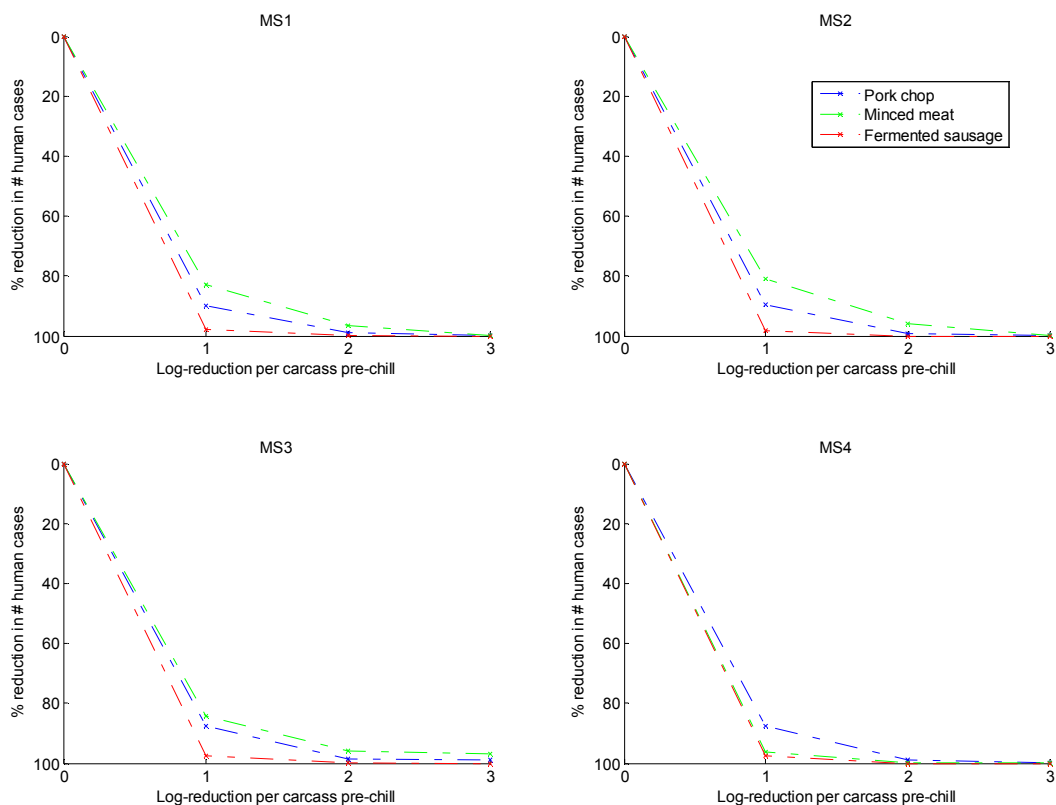 MS1
0
20
40
60
80
100
% reduction in # human cases
0 1 2 3
Log-reduction per carcass pre-chill
MS2
0
20
40
60
80
100
% reduction in # human cases
Pork chop
Minced meat
Fermented sausage
0 1 2 3
Log-reduction per carcass pre-chill
MS3
0
20
40
60
80
100
% reduction in # human cases
0 1 2 3
Log-reduction per carcass pre-chill
MS4
0
20
40
60
80
100
% reduction in # human cases
0 1 2 3
Log-reduction per carcass pre-chill